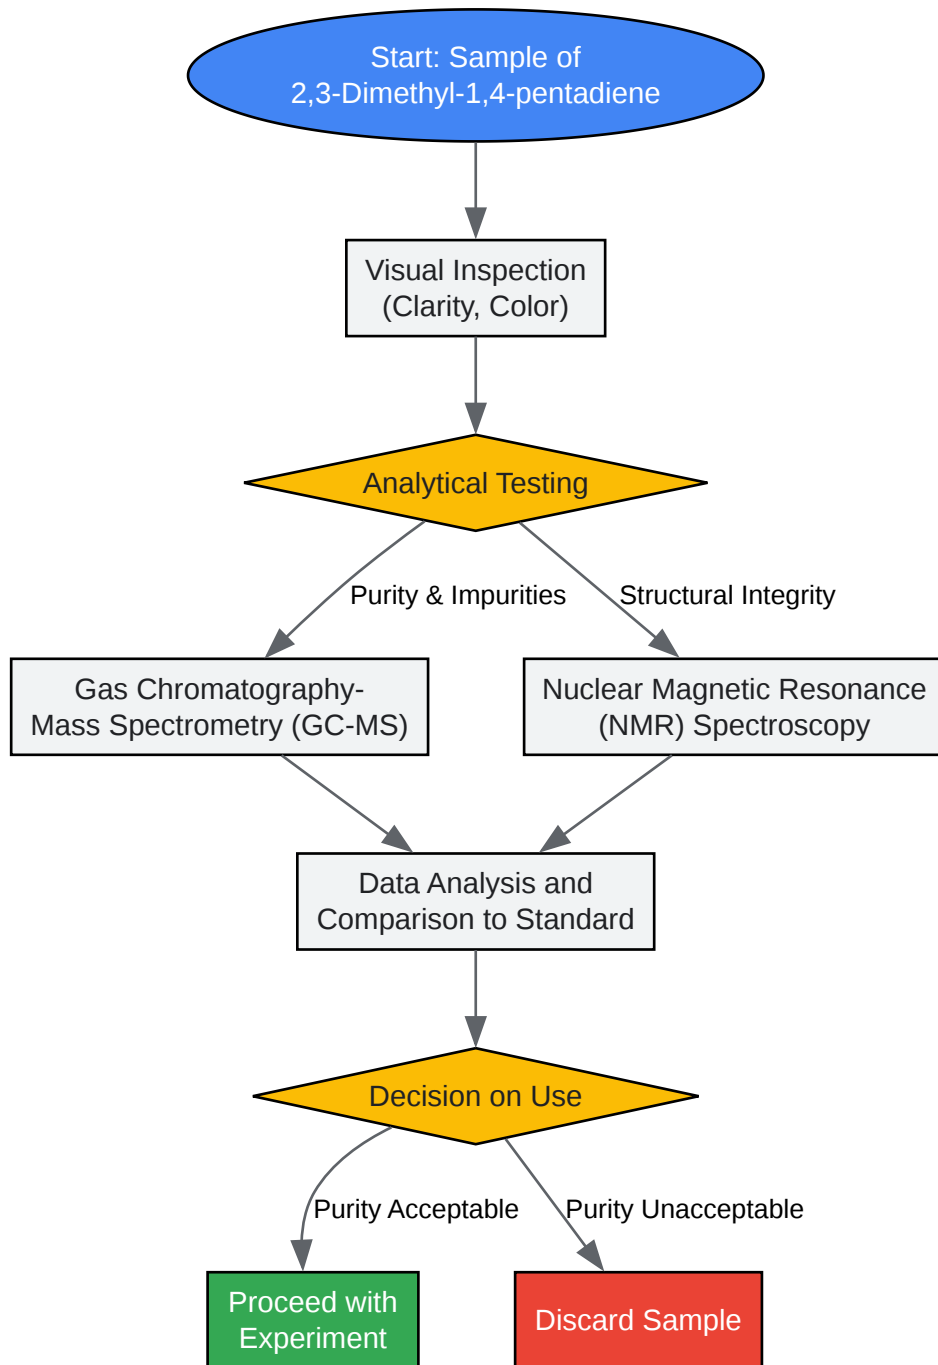 Start: Sample of
2,3-Dimethyl-1,4-pentadiene
Visual Inspection
(Clarity, Color)
Analytical Testing
Purity & Impurities
Structural Integrity
Gas Chromatography-
Mass Spectrometry (GC-MS)
Nuclear Magnetic Resonance
(NMR) Spectroscopy
Data Analysis and
Comparison to Standard
Decision on Use
Purity Acceptable
Purity Unacceptable
Proceed with
Experiment
Discard Sample